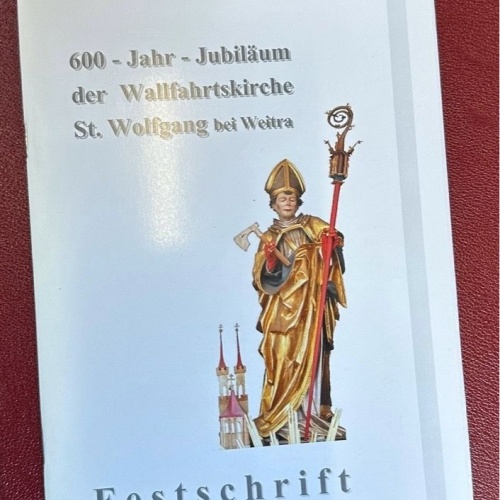 600 - Jahr - Jubiläum
der Wallfahrtskirche
St. Wolfgang bei Weitra
Festschrift